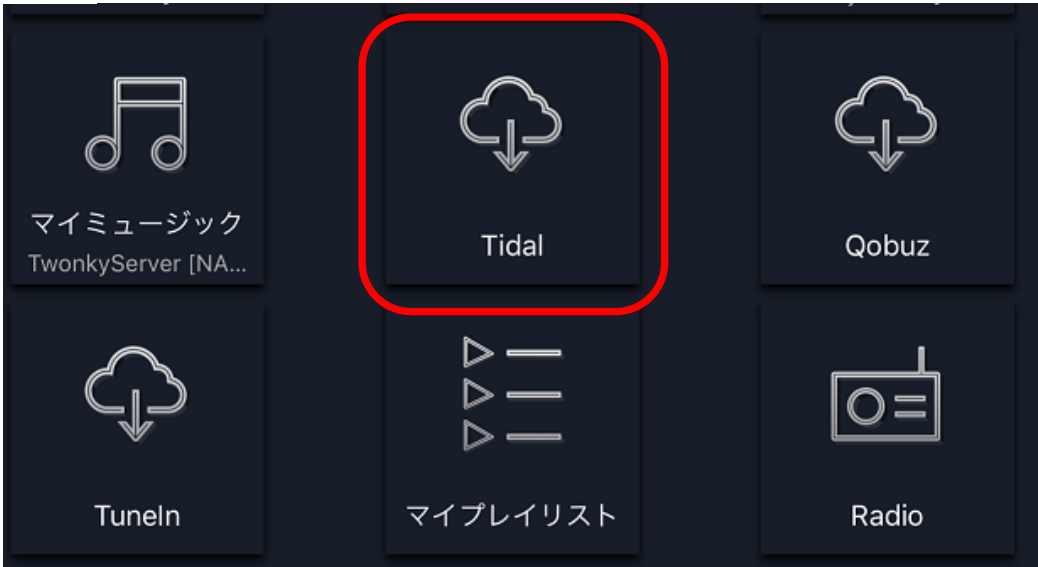 マイミュージック
TwonkyServer [NA...
Tidal
Qobuz
TuneIn
マイプレイリスト
Radio